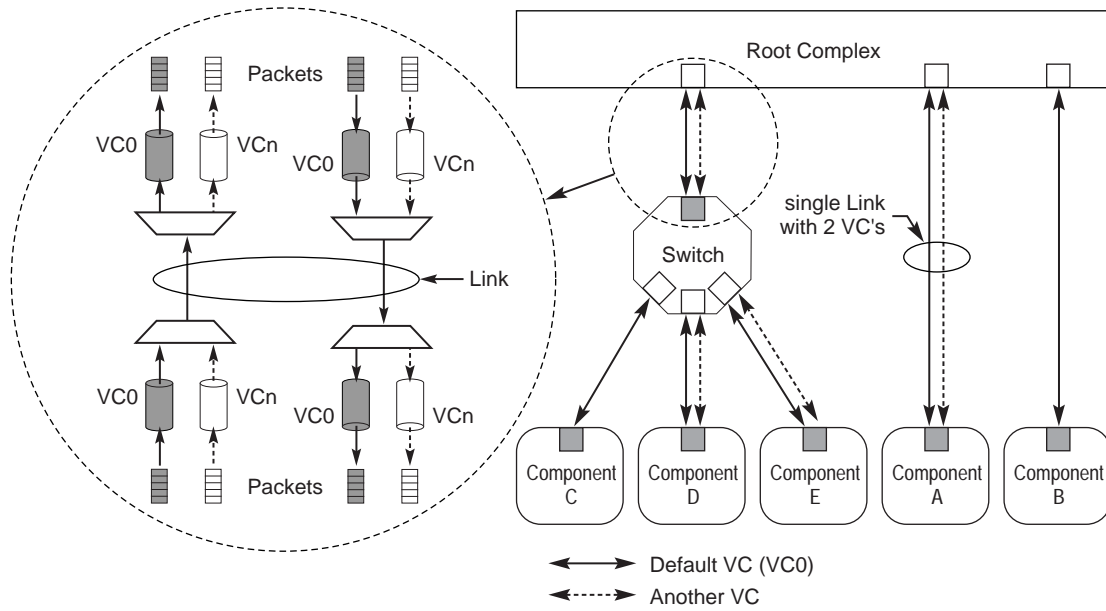 Packets
VC0
VCn
VC0
VCn
Link
VC0
VCn
VC0
VCn
Packets
Root Complex
single Link
with 2 VC's
Switch
Component
C
Component
D
Component
E
Component
A
Component
B
Default VC (VC0)
Another VC